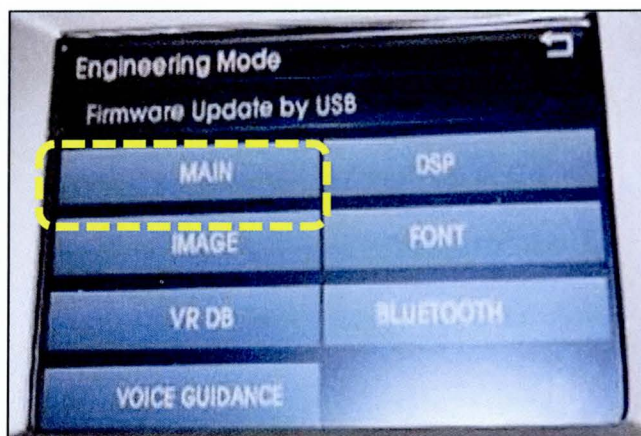 Engineering Mode
Firmware Update by USB
MAIN DSP
IMAGE FONT
VR DB BLUETOOTH
VOICE GUIDANCE